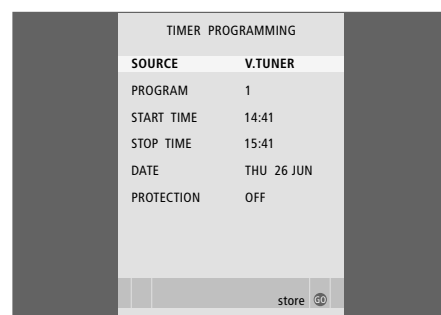 TIMER PROGRAMMING
SOURCE V.TUNER
PROGRAM 1
START TIME 14:41
STOP TIME 15:41
DATE THU 26 JUN
PROTECTION OFF
store GO